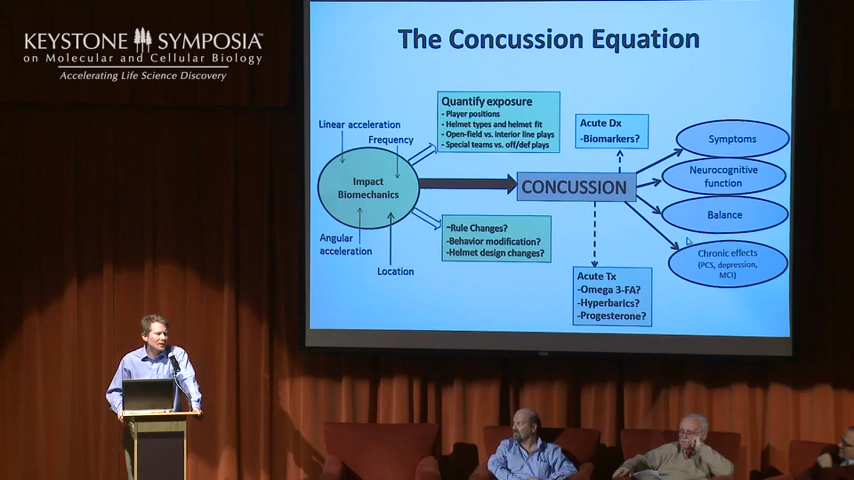 KEYSTONE SYMPOSIA™
on Molecular and Cellular Biology
Accelerating Life Science Discovery
The Concussion Equation
Linear acceleration
Frequency
Impact
Biomechanics
Angular
acceleration
Location
Quantify exposure
- Player positions
- Helmet types and helmet fit
- Open-field vs. interior line plays
- Special teams vs. off/def plays
-Rule Changes?
-Behavior modification?
-Helmet design changes?
CONCUSSION
Acute Dx
-Biomarkers?
Acute Tx
-Omega 3-FA?
-Hyperbarics?
-Progesterone?
Symptoms
Neurocognitive
function
Balance
Chronic effects
(PCS, depression,
MCI)